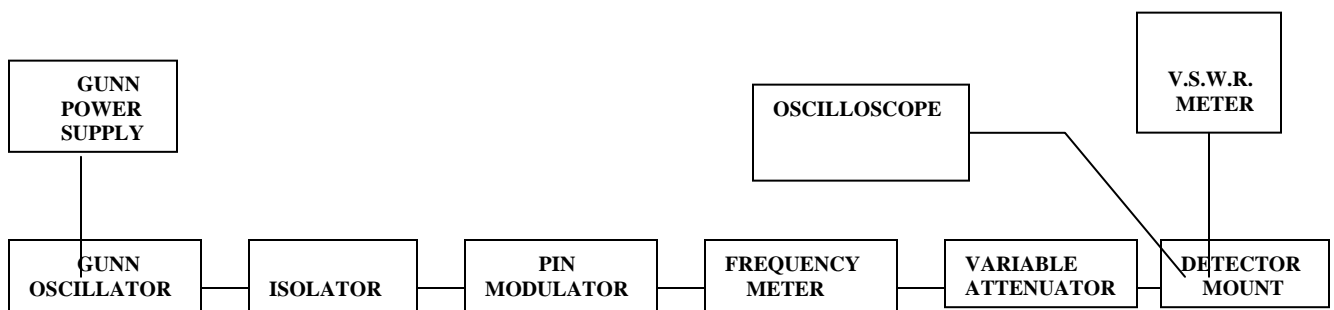 GUNN
POWER
SUPPLY
OSCILLOSCOPE
V.S.W.R.
METER
GUNN
OSCILLATOR
ISOLATOR
PIN
MODULATOR
FREQUENCY
METER
VARIABLE
ATTENUATOR
DETECTOR
MOUNT